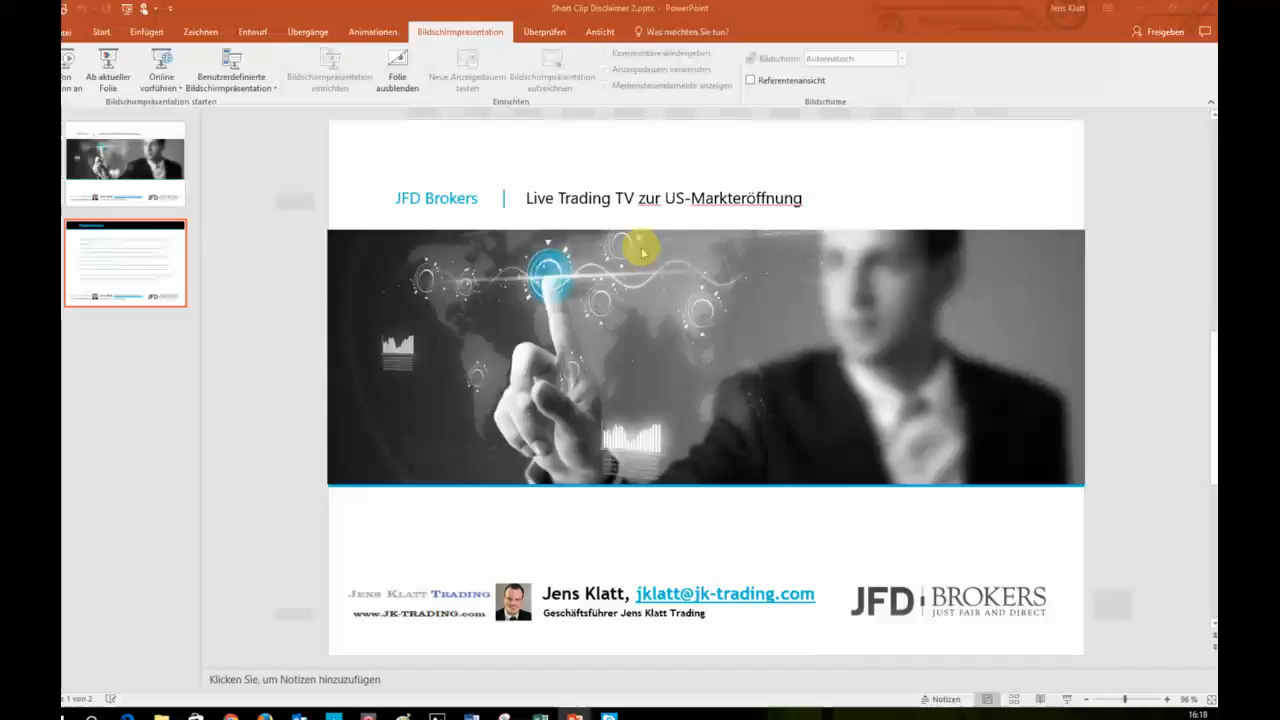 Short Clip Disclaimer 2.pptx - PowerPoint
Jens Klatt
Start
Einfügen
Zeichnen
Entwurf
Übergänge
Animationen
Bildschirmpräsentation
Überprüfen
Ansicht
Was möchten Sie tun?
Freigeben
Ab aktueller
Folie
Online
vorführen
Benutzerdefinierte
Bildschirmpräsentation
Bildschirmpräsentation
einrichten
Folie
ausblenden
Neue Anzeigedauern
testen
Bildschirmpräsentation
aufzeichnen
Kommentare wiedergeben
Anzeigedauern verwenden
Mediensteuerelemente anzeigen
Bildschirm:
Automatisch
Referentenansicht
Bildschirmpräsentation starten
Einrichten
Bildschirme
JFD Brokers | Live Trading TV zur US-Markteröffnung
JENS KLATT TRADING
WWW.JK-TRADING.COM
Jens Klatt, jklatt@jk-trading.com
Geschäftsführer Jens Klatt Trading
JFD BROKERS
JUST FAIR AND DIRECT
Klicken Sie, um Notizen hinzuzufügen
1 von 2
Notizen
96 %
16:18